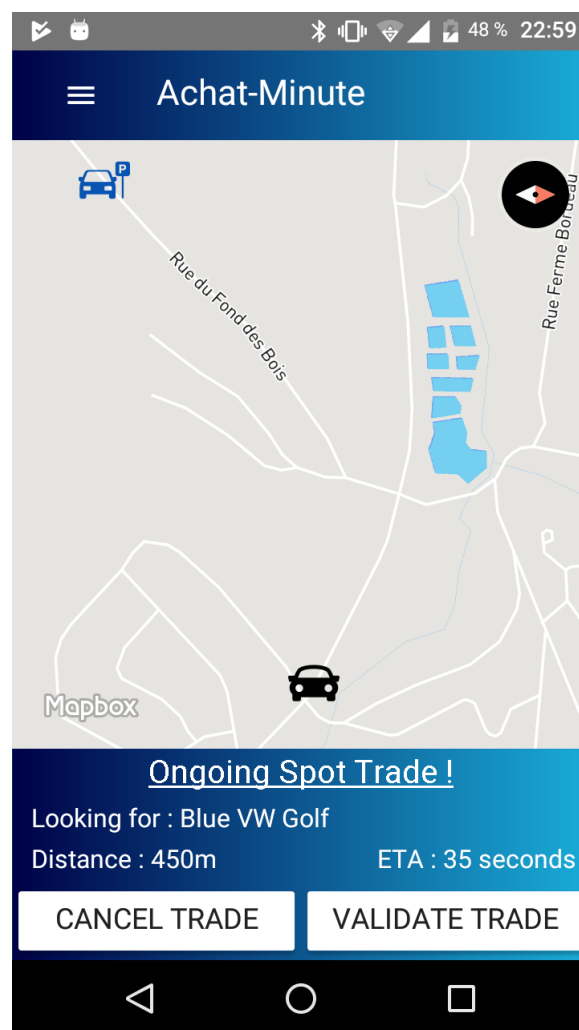 48 % 22:59
Achat-Minute
P
Rue du Fond des Bois
Rue Ferme Bordeau
Mapbox
Ongoing Spot Trade !
Looking for : Blue VW Golf
Distance : 450m ETA : 35 seconds
CANCEL TRADE VALIDATE TRADE